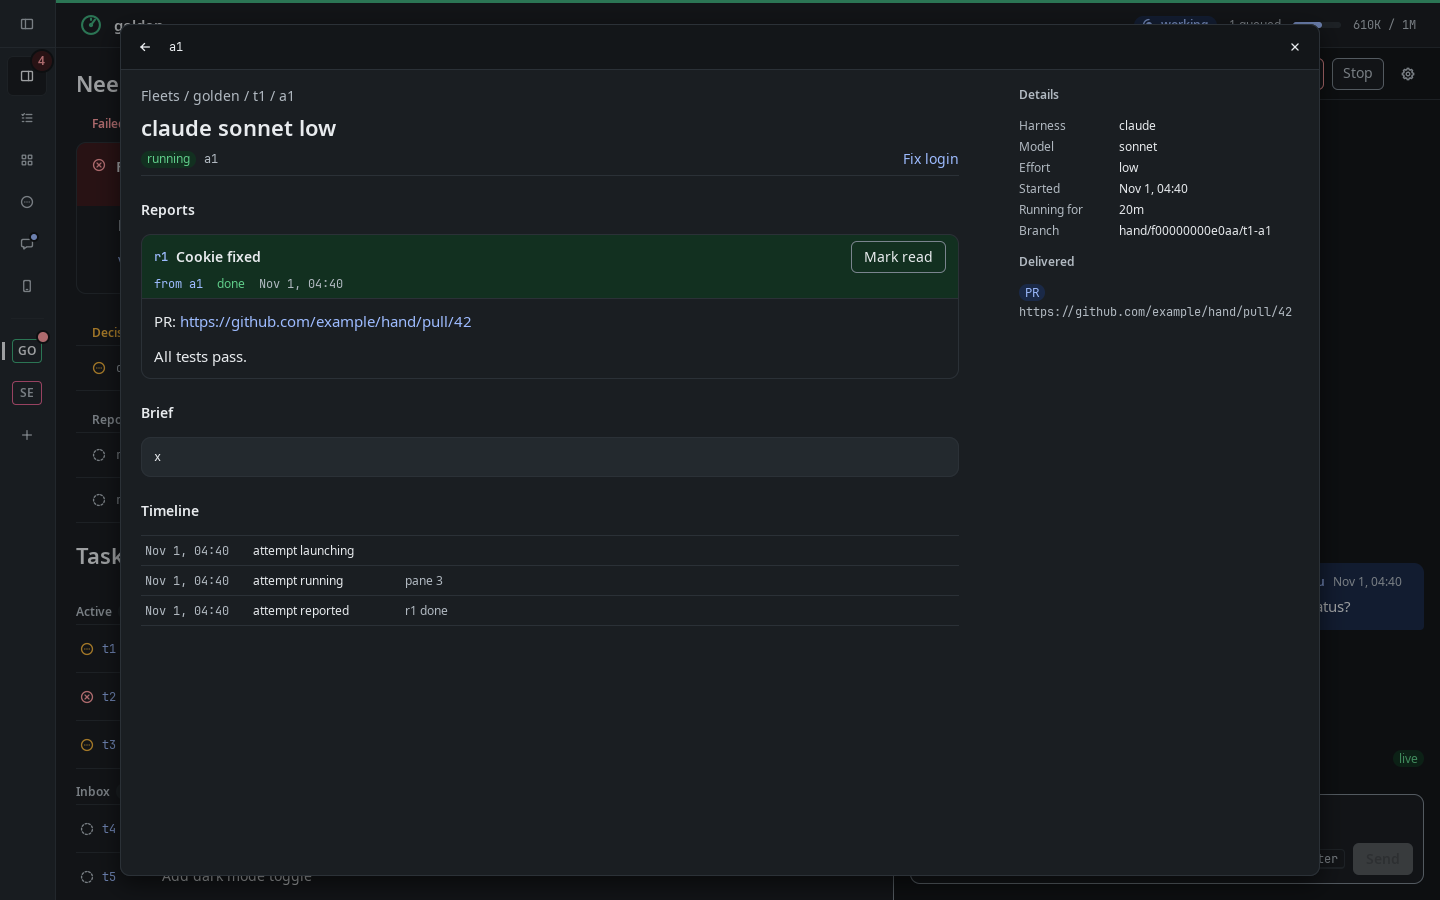 4
GO
SE
working
1 queued
610K / 1M
Stop
Failed
Task
Active
t1
t2
t3
Inbox
t4
t5
Add dark mode toggle
a1
Fleets / golden / t1 / a1
claude sonnet low
running a1
Fix login
Reports
r1 Cookie fixed
Mark read
from a1 done Nov 1, 04:40
PR: https://github.com/example/hand/pull/42
All tests pass.
Brief
x
Timeline
Nov 1, 04:40 attempt launching
Nov 1, 04:40 attempt running pane 3
Nov 1, 04:40 attempt reported r1 done
Details
Harness claude
Model sonnet
Effort low
Started Nov 1, 04:40
Running for 20m
Branch hand/f00000000e0aa/t1-a1
Delivered
PR
https://github.com/example/hand/pull/42
Nov 1, 04:40
live
Send